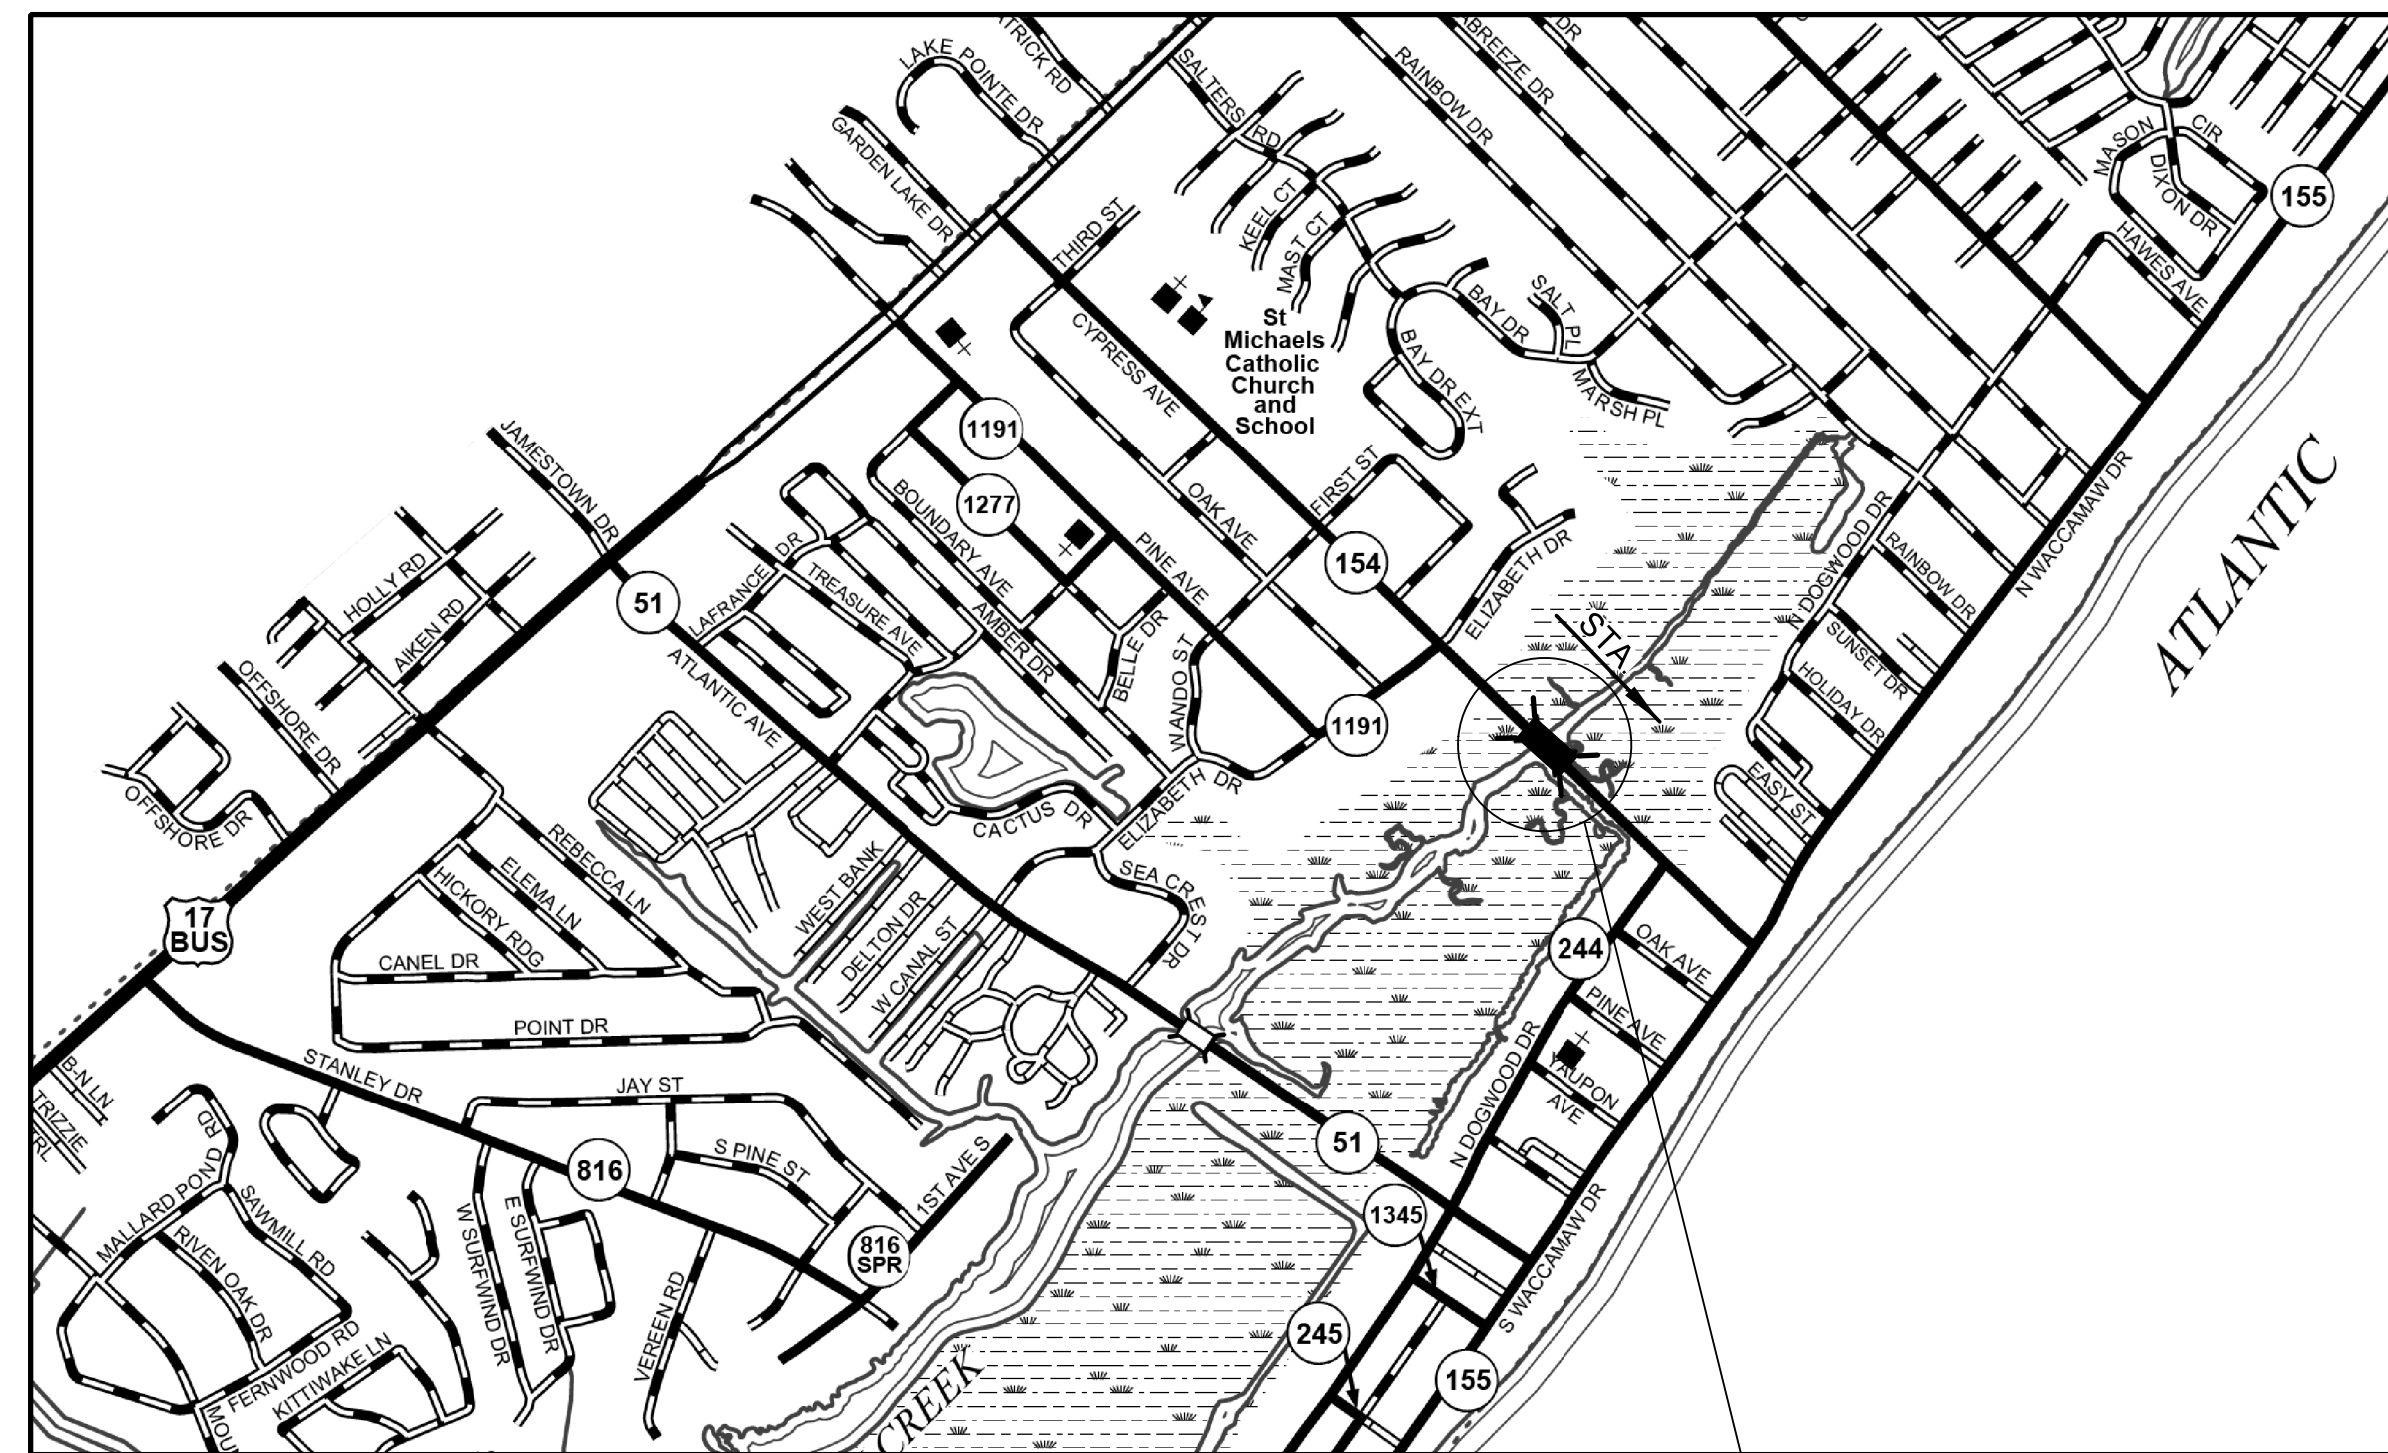 LAKE POINTE DR
GARDEN LAKE DR
SALTERS RD
RAINBOW DR
DR
MASON CIR
DIXON DR
155
HAWES AVE
THIRD ST
KEEL CT
MAST CT
BAY DR
SALT PL
MARSH PL
BAY DR EXT
CYPRESS AVE
St
Michaels
Catholic
Church
and
School
1191
1277
JAMESTOWN DR
BOUNDARY AVE
OAK AVE
FIRST ST
PINE AVE
154
ELIZABETH DR
N DOGWOOD DR
N WACCAMAW DR
ATLANTIC
RAINBOW DR
SUNSET DR
HOLIDAY DR
EASY ST
STA
HOLLY RD
AIKEN RD
51
LAFRANCE DR
TREASURE AVE
AMBER DR
BELLE DR
WANDO ST
1191
ATLANTIC AVE
OFFSHORE DR
OFFSHORE DR
CACTUS DR
ELIZABETH DR
SEA CREST DR
REBECCA LN
ELEMA LN
HICKORY RDG
WEST BANK
DELTON DR
W CANAL ST
17
BUS
CANEL DR
POINT DR
244
OAK AVE
PINE AVE
YAUPON
AVE
N DOGWOOD DR
STANLEY DR
JAY ST
S PINE ST
1ST AVE S
B-N LN
TRIZZIE
TRL
816
51
1345
816
SPR
MALLARD POND RD
SAWMILL RD
RIVEN OAK DR
W SURFWIND DR
E SURFWIND DR
VEREEN RD
FERNWOOD RD
KITTIWAKE LN
245
155
S WACCAMAW DR
CREEK